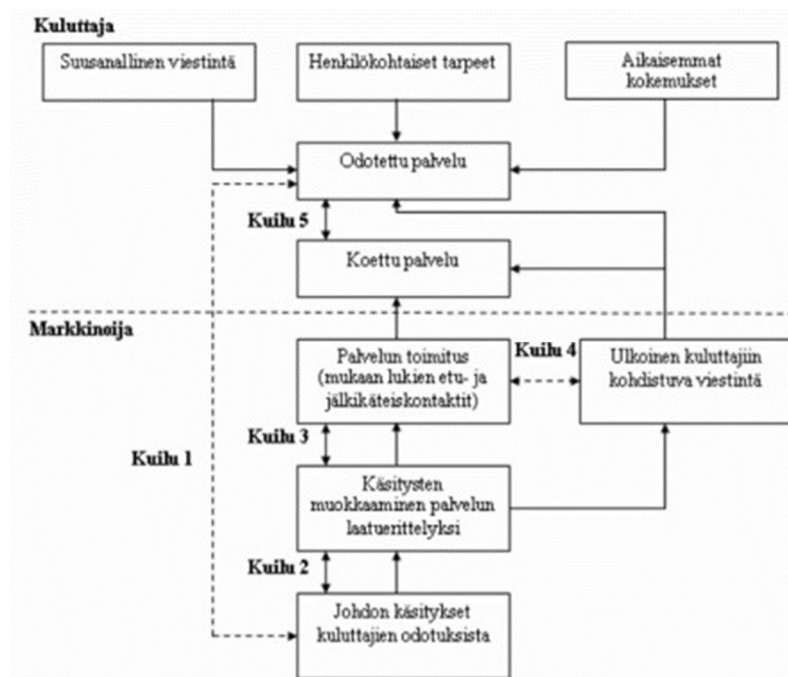 Kuluttaja
Suusanallinen viestintä
Henkilökohtaiset tarpeet
Aikaisemmat
kokemukset
Odotettu palvelu
Kuilu 5
Koettu palvelu
Markkinoija
Palvelun toimitus
(mukaan lukien etu- ja
jälkikäteiskontaktit)
Kuilu 4
Ulkoinen kuluttajiin
kohdistuva viestintä
Kuilu 3
Kuilu 1
Käsitysten
muokkaaminen palvelun
laatuerittelyksi
Kuilu 2
Johdon käsitykset
kuluttajien odotuksista